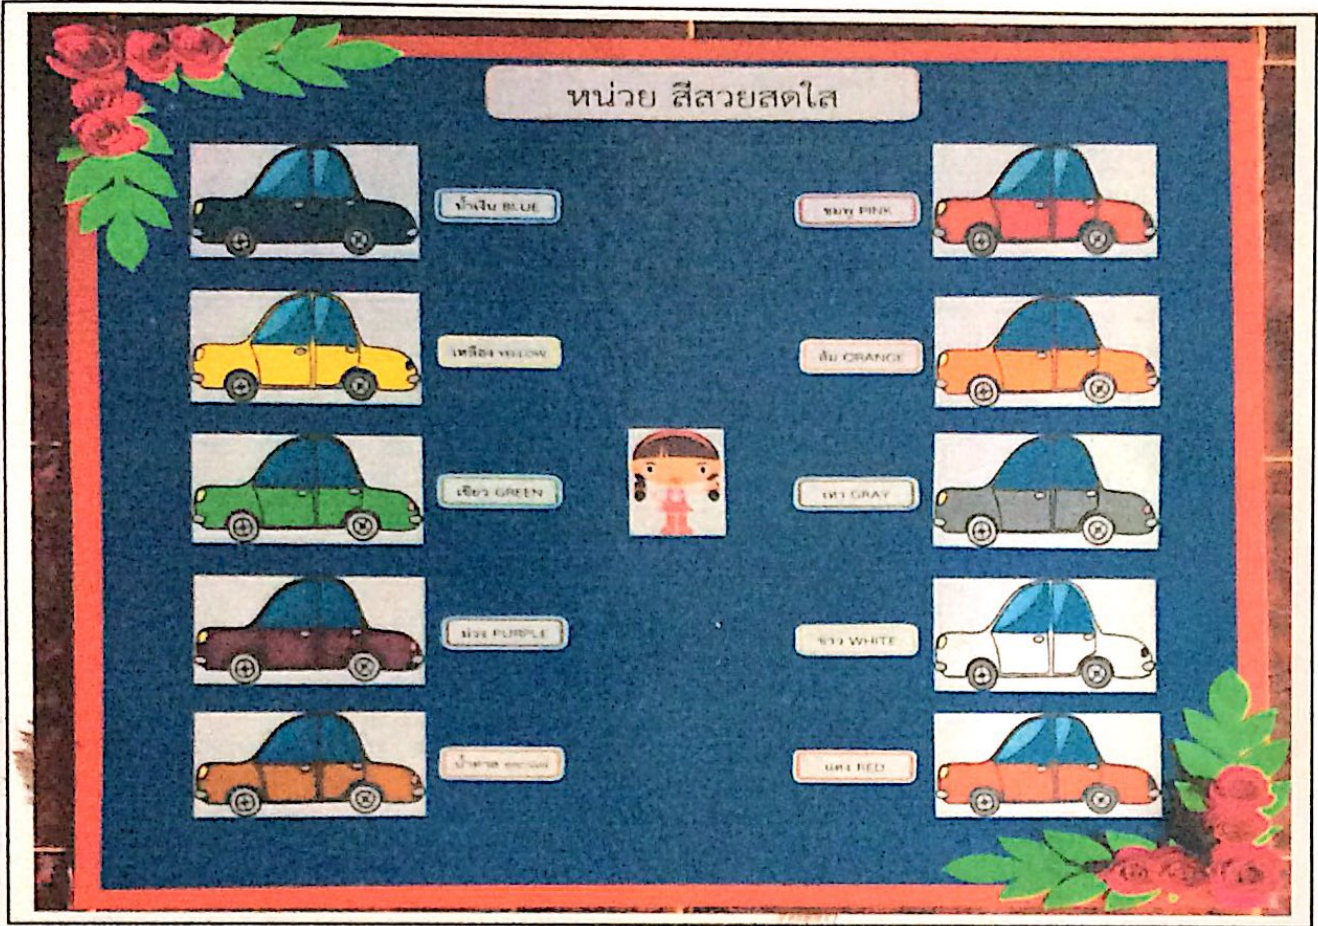 หน่วย สีสวยสดใส
น้ำเงิน BLUE
ชมพู PINK
เหลือง YELLOW
ส้ม ORANGE
เขียว GREEN
เทา GRAY
ม่วง PURPLE
ขาว WHITE
น้ำตาล BROWN
แดง RED